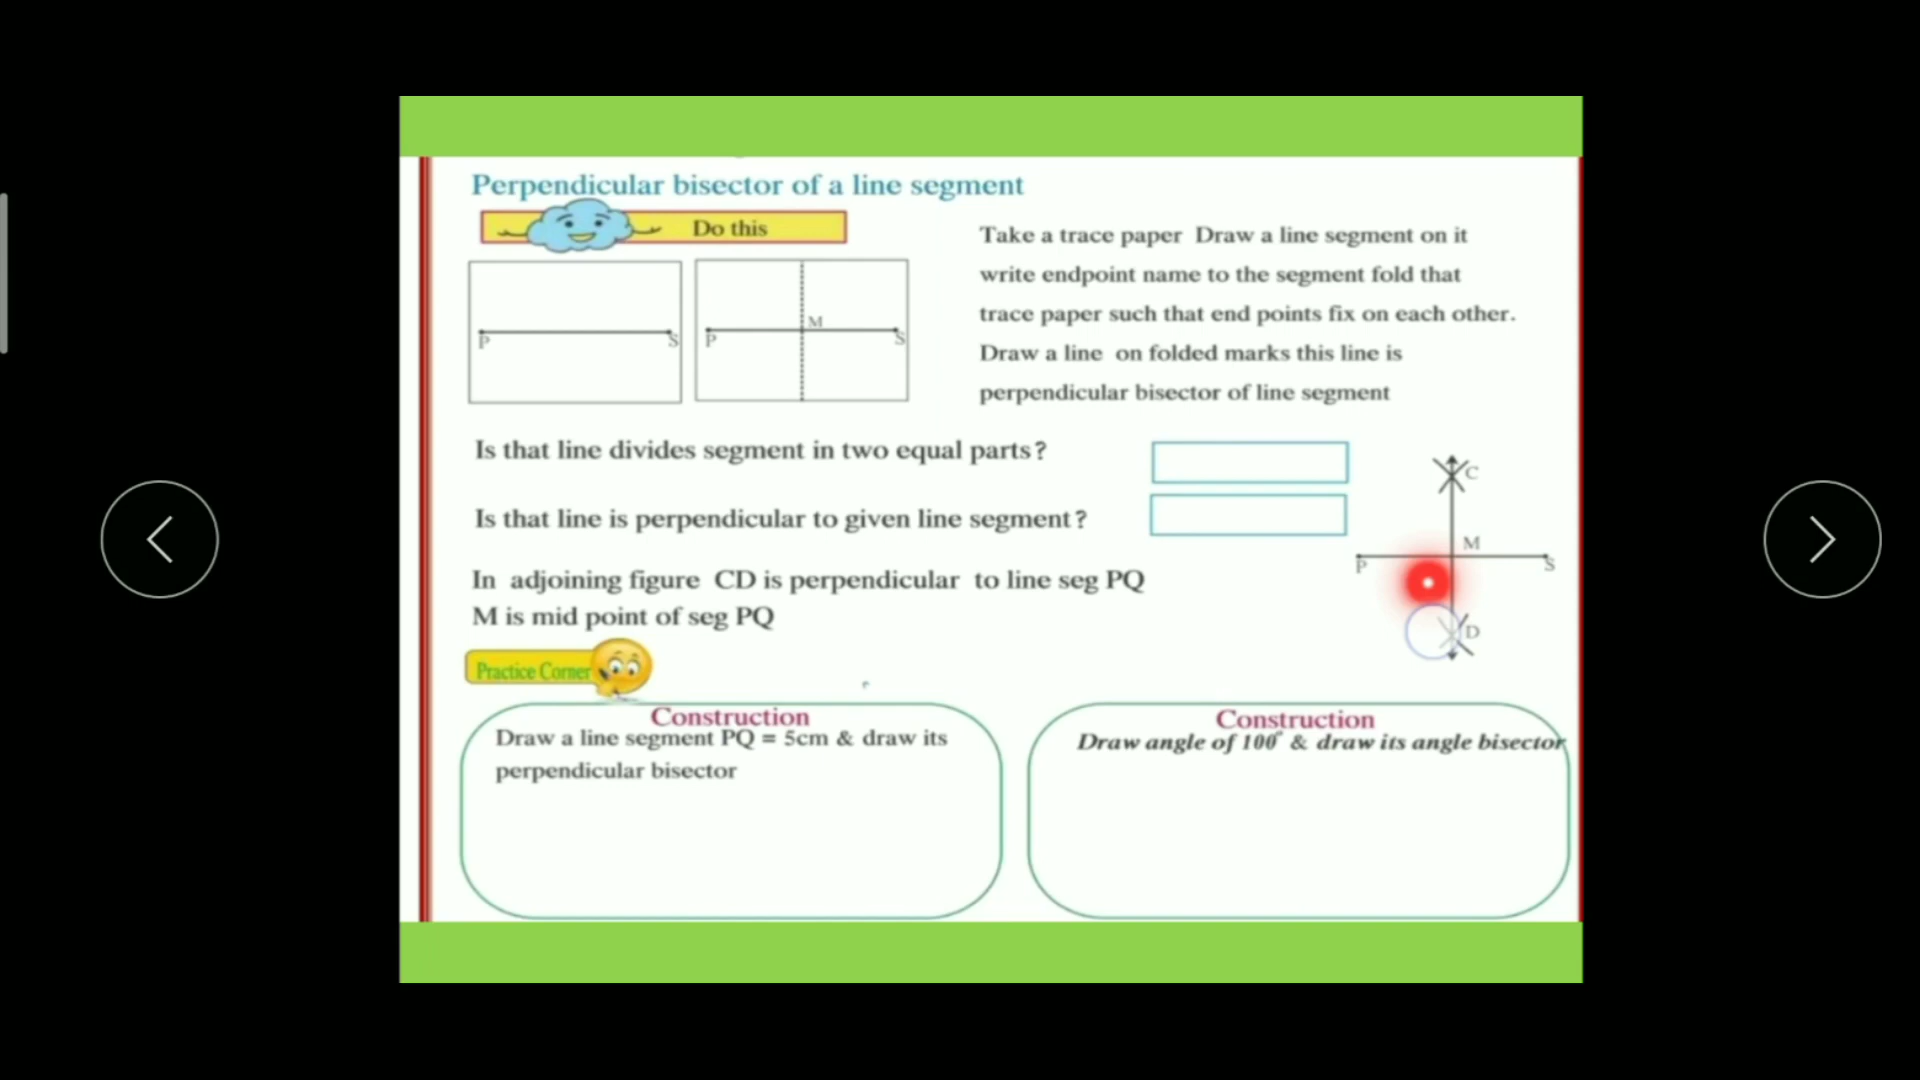 Perpendicular bisector of a line segment
Do this
Take a trace paper Draw a line segment on it
write endpoint name to the segment fold that
trace paper such that end points fix on each other.
Draw a line on folded marks this line is
perpendicular bisector of line segment
P S
P M S
Is that line divides segment in two equal parts?
Is that line is perpendicular to given line segment?
In adjoining figure CD is perpendicular to line seg PQ
M is mid point of seg PQ
C
M
P S
D
Practice Corner
Construction
Draw a line segment PQ = 5cm & draw its
perpendicular bisector
Construction
Draw angle of 100° & draw its angle bisector